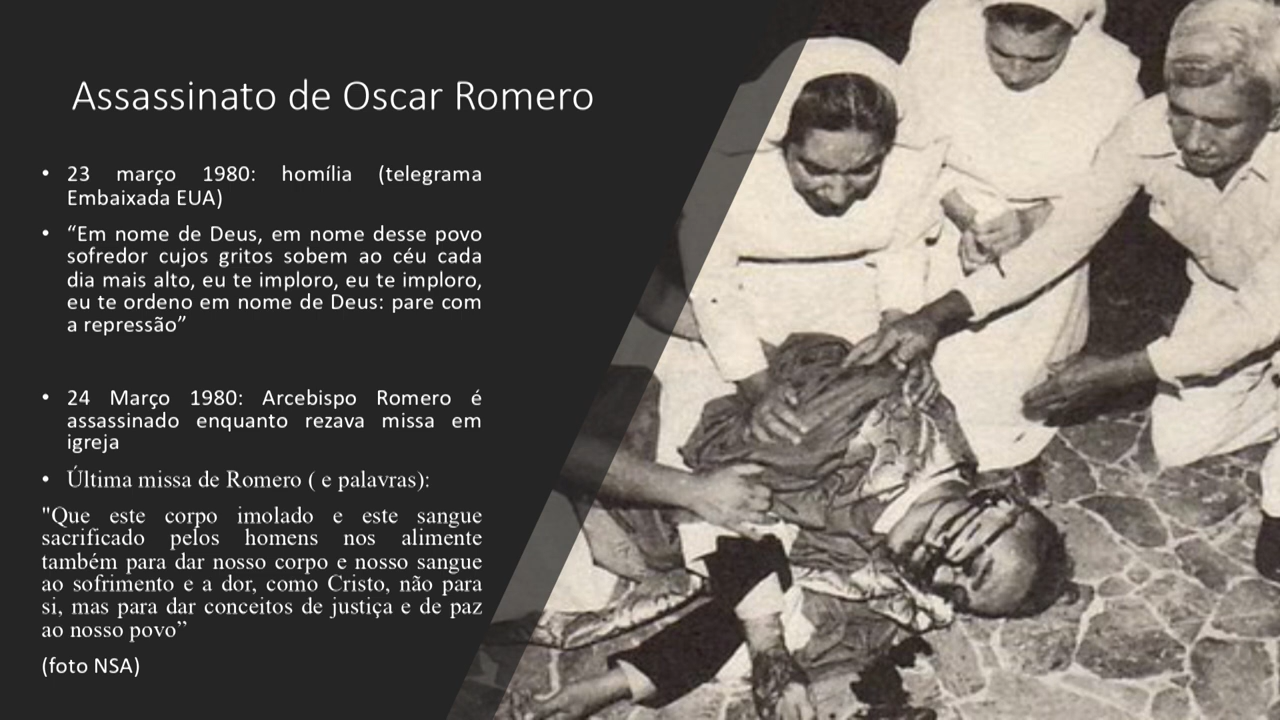 Assassinato de Oscar Romero
• 23 março 1980: homília (telegrama
Embaixada EUA)
• “Em nome de Deus, em nome desse povo
sofredor cujos gritos sobem ao céu cada
dia mais alto, eu te imploro, eu te imploro,
eu te ordeno em nome de Deus: pare com
a repressão”
• 24 Março 1980: Arcebispo Romero é
assassinado enquanto rezava missa em
igreja
• Última missa de Romero ( e palavras):
"Que este corpo imolado e este sangue
sacrificado pelos homens nos alimente
também para dar nosso corpo e nosso sangue
ao sofrimento e a dor, como Cristo, não para
si, mas para dar conceitos de justiça e de paz
ao nosso povo”
(foto NSA)